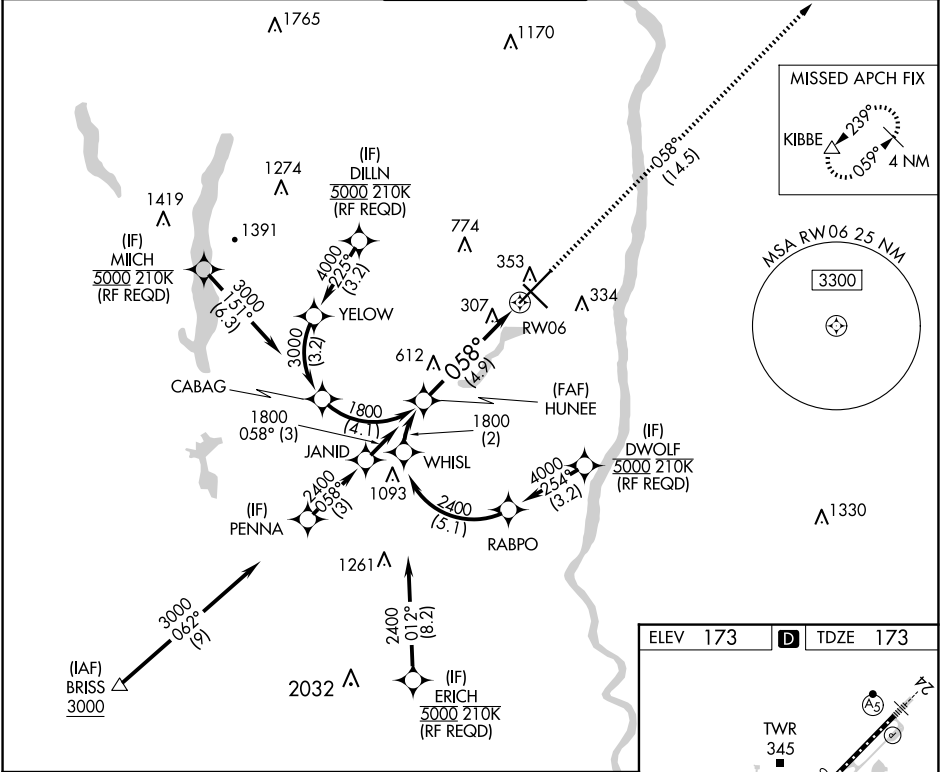 1765
1170
MISSED APCH FIX
KIBBE
239°
059°
4 NM
058°
(14.5)
(IF)
DILLN
5000 210K
(RF REQD)
1274
1419
1391
(IF)
MIICH
5000 210K
(RF REQD)
774
353
307
334
RW06
MSA RW06 25 NM
3300
4000
225°
(3.2)
3000
151°
(6.3)
YELOW
3000
(3.2)
612
058°
(4.9)
CABAG
1800
(4.1)
(FAF)
HUNEE
1800
058° (3)
1800
(2)
JANID
WHISL
(IF)
DWOLF
5000 210K
(RF REQD)
4000
254°
(3.2)
1093
2400
058°
(3)
2400
(5.1)
(IF)
PENNA
RABPO
1330
1261
3000
062°
(9)
2400
012°
(8.2)
(IAF)
BRISS
3000
2032
(IF)
ERICH
5000 210K
(RF REQD)
ELEV 173 D TDZE 173
24
A5
P
TWR
345